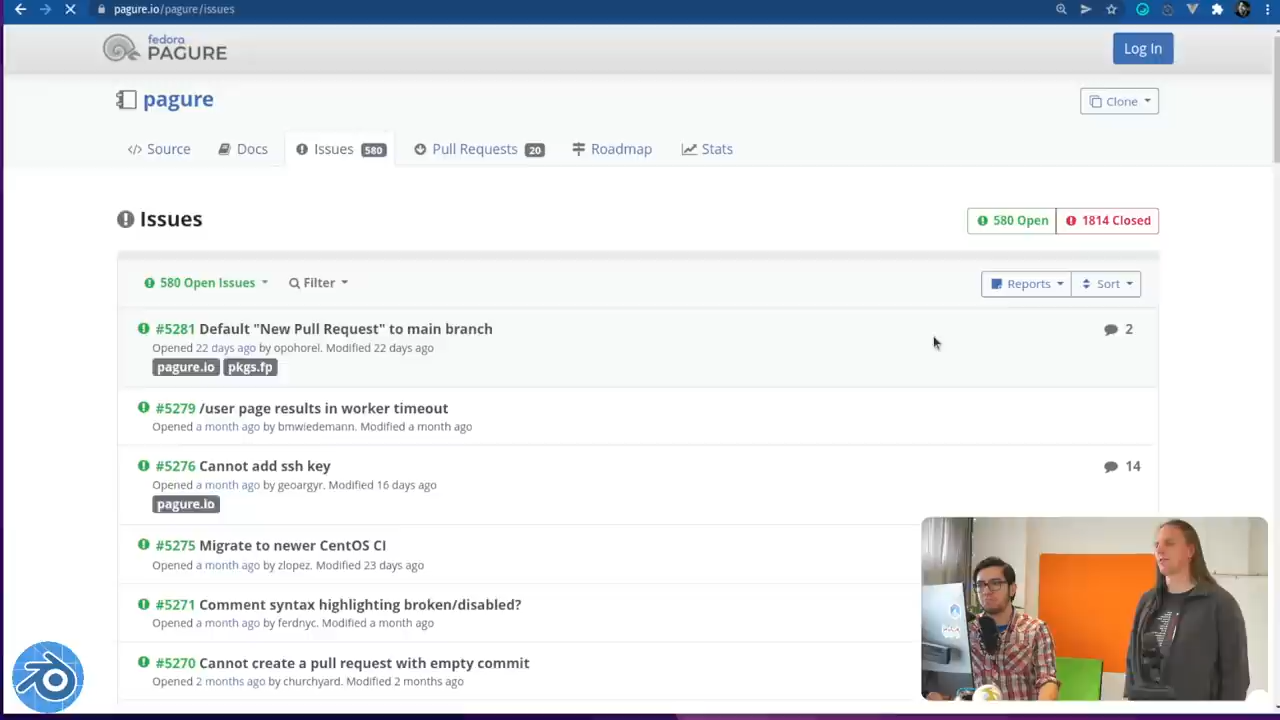 pagure.io/pagure/issues
fedora
PAGURE
Log In
pagure
Clone
Source
Docs
Issues 580
Pull Requests 20
Roadmap
Stats
Issues
580 Open
1814 Closed
580 Open Issues
Filter
Reports
Sort
#5281 Default "New Pull Request" to main branch
2
Opened 22 days ago by opohorel. Modified 22 days ago
pagure.io pkgs.fp
#5279 /user page results in worker timeout
Opened a month ago by bmwiedemann. Modified a month ago
#5276 Cannot add ssh key
14
Opened a month ago by geoargyr. Modified 16 days ago
pagure.io
#5275 Migrate to newer CentOS CI
Opened a month ago by zlopez. Modified 23 days ago
#5271 Comment syntax highlighting broken/disabled?
Opened a month ago by ferdnyc. Modified a month ago
#5270 Cannot create a pull request with empty commit
Opened 2 months ago by churchyard. Modified 2 months ago